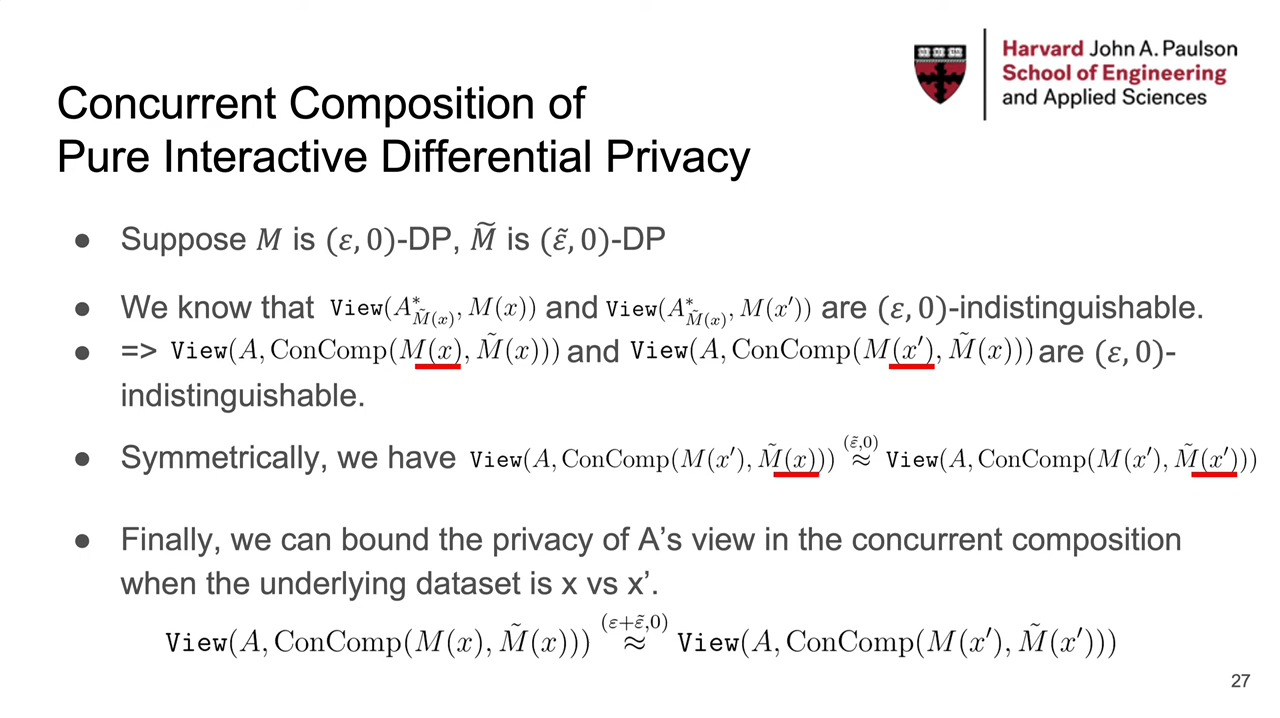 Harvard John A. Paulson
School of Engineering
and Applied Sciences
Concurrent Composition of
Pure Interactive Differential Privacy
● Suppose 𝑀 is (𝜀, 0)-DP, 𝑀̃ is (𝜀̃, 0)-DP
● We know that View(A*_{M̃(x)}, M(x)) and View(A*_{M̃(x)}, M(x′)) are (𝜀, 0)-indistinguishable.
● => View(A, ConComp(M(x), M̃(x))) and View(A, ConComp(M(x′), M̃(x))) are (𝜀, 0)-
indistinguishable.
● Symmetrically, we have View(A, ConComp(M(x′), M̃(x))) ≈^{(ε̃,0)} View(A, ConComp(M(x′), M̃(x′)))
● Finally, we can bound the privacy of A’s view in the concurrent composition
when the underlying dataset is x vs x’.
View(A, ConComp(M(x), M̃(x))) ≈^{(ε+ε̃,0)} View(A, ConComp(M(x′), M̃(x′)))
27